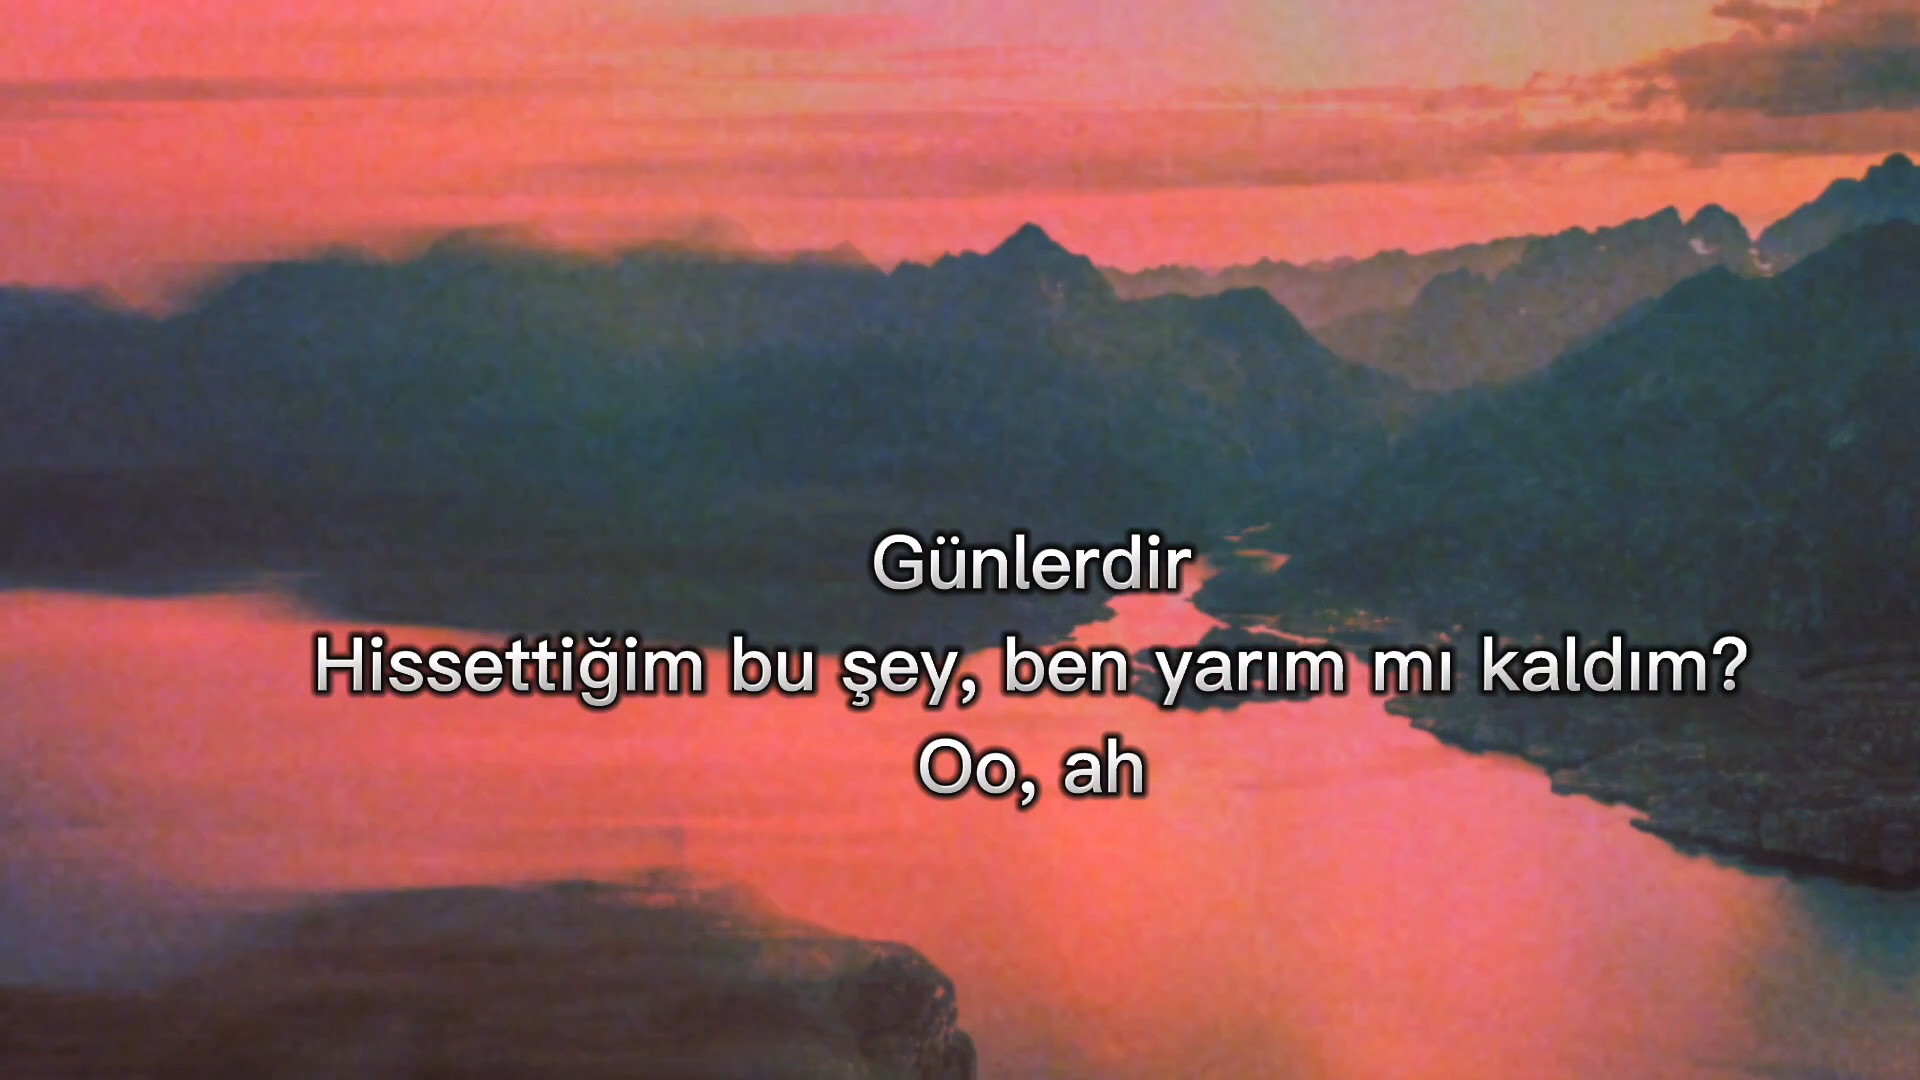 Günlerdir
Hissettiğim bu şey, ben yarım mı kaldım?
Oo, ah